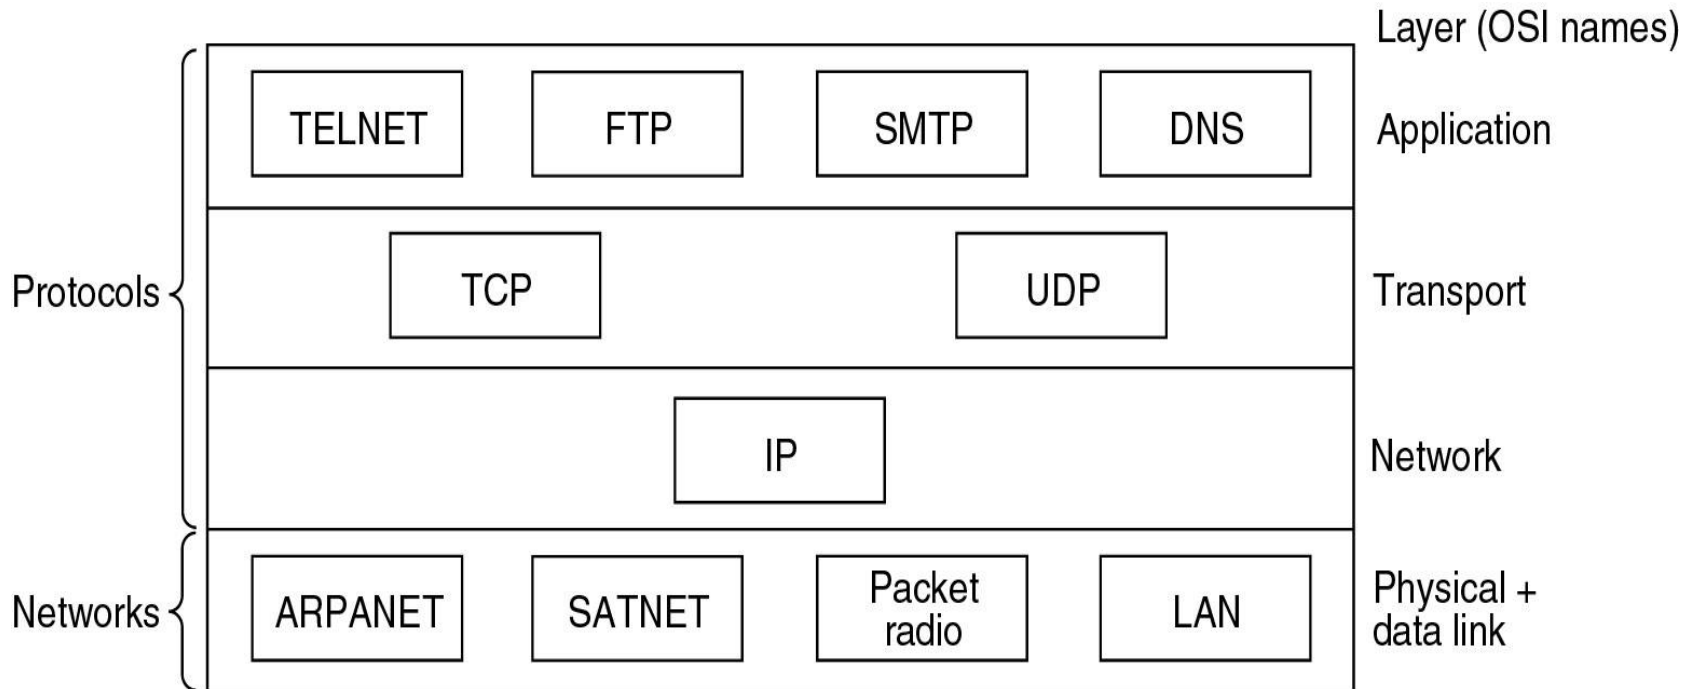 Layer (OSI names)
TELNET FTP SMTP DNS Application
Protocols TCP UDP Transport
IP Network
Networks ARPANET SATNET Packet radio LAN Physical +
data link